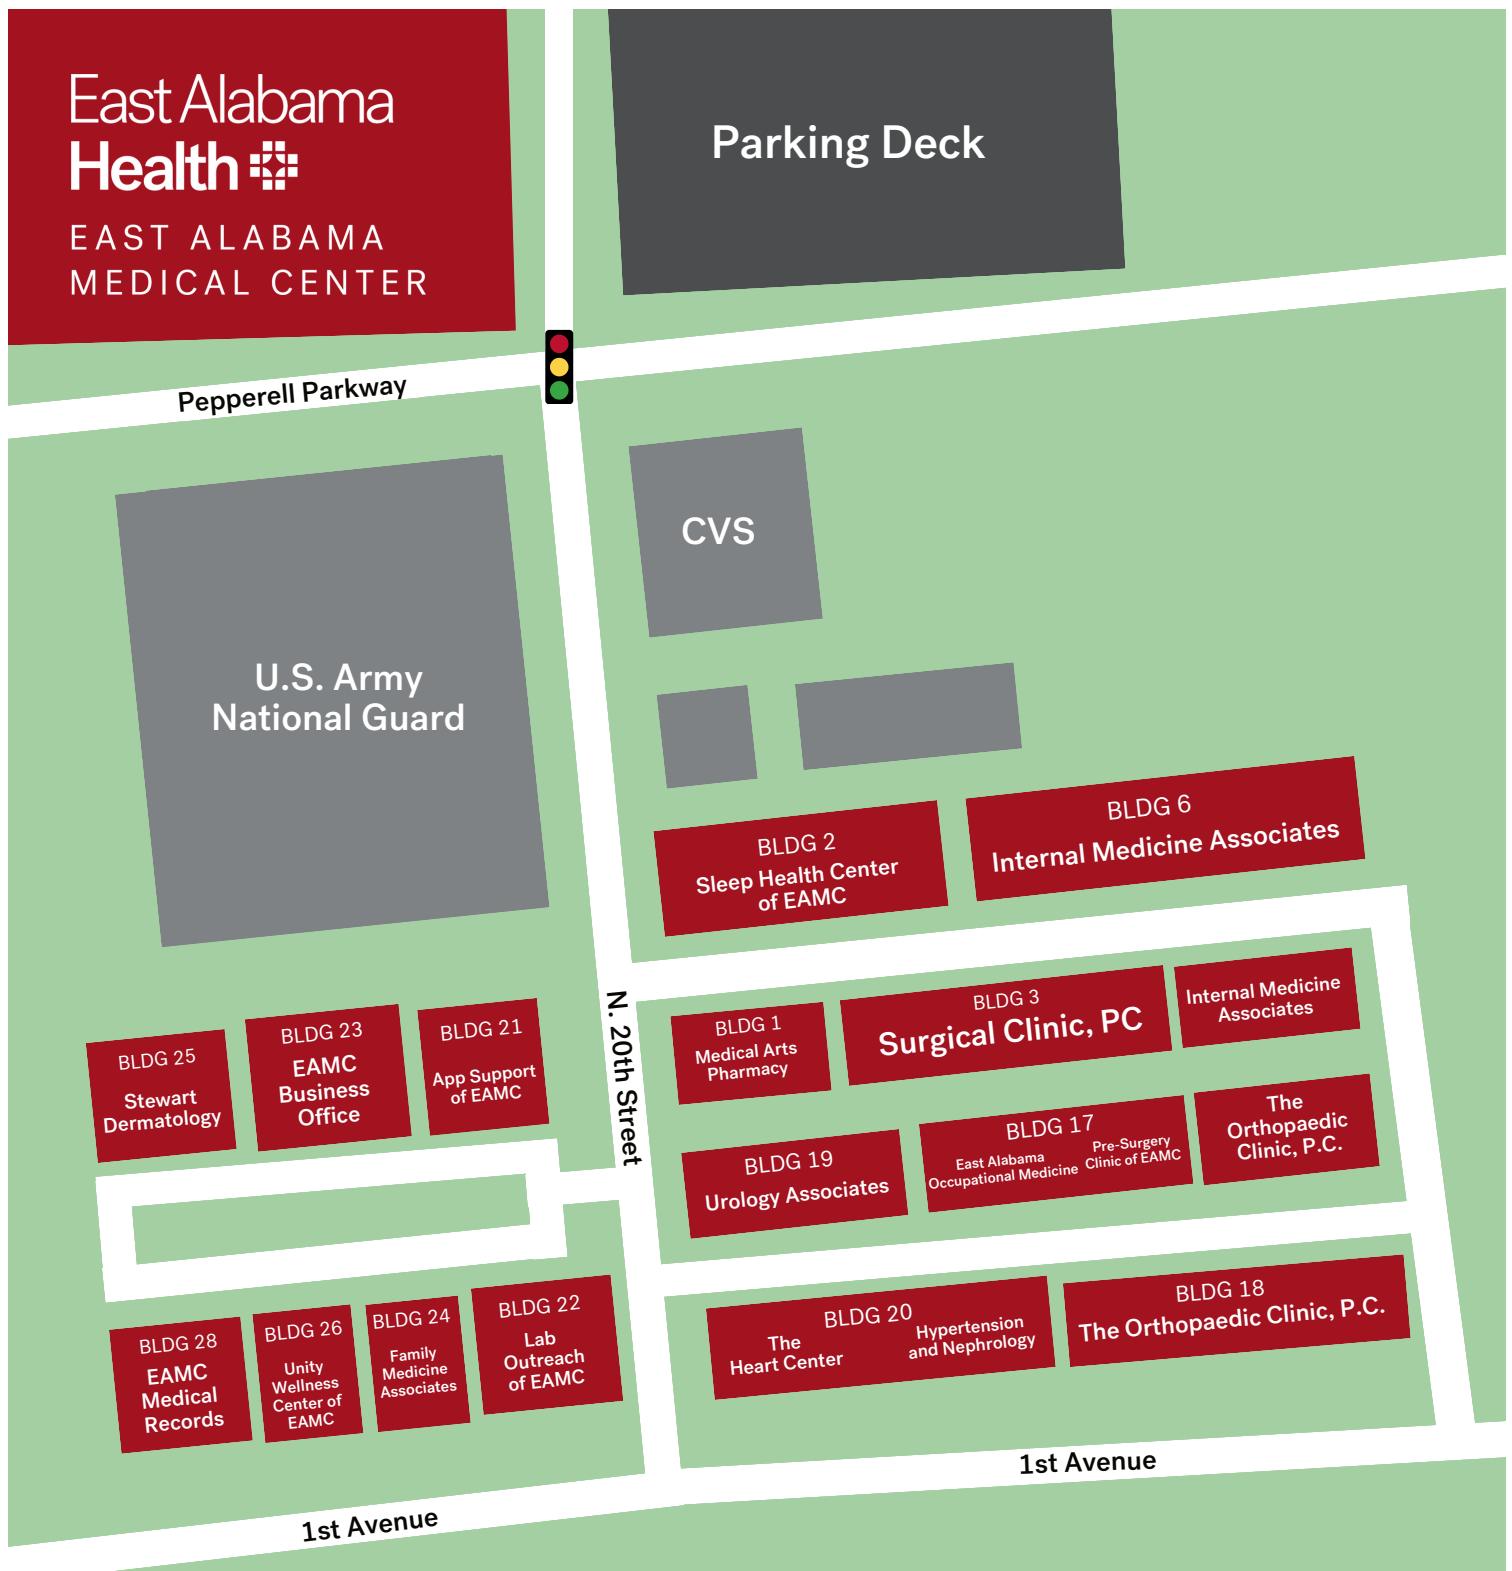 East Alabama
Health
EAST ALABAMA
MEDICAL CENTER
Parking Deck
Pepperell Parkway
CVS
U.S. Army
National Guard
BLDG 2
Sleep Health Center
of EAMC
BLDG 6
Internal Medicine Associates
N. 20th Street
BLDG 1
Medical Arts
Pharmacy
BLDG 3
Surgical Clinic, PC
Internal Medicine
Associates
BLDG 25
Stewart
Dermatology
BLDG 23
EAMC
Business
Office
BLDG 21
App Support
of EAMC
BLDG 19
Urology Associates
BLDG 17
East Alabama
Occupational Medicine
Pre-Surgery
Clinic of EAMC
The
Orthopaedic
Clinic, P.C.
BLDG 28
EAMC
Medical
Records
BLDG 26
Unity
Wellness
Center of
EAMC
BLDG 24
Family
Medicine
Associates
BLDG 22
Lab
Outreach
of EAMC
BLDG 20
The
Heart Center
Hypertension
and Nephrology
BLDG 18
The Orthopaedic Clinic, P.C.
1st Avenue
1st Avenue